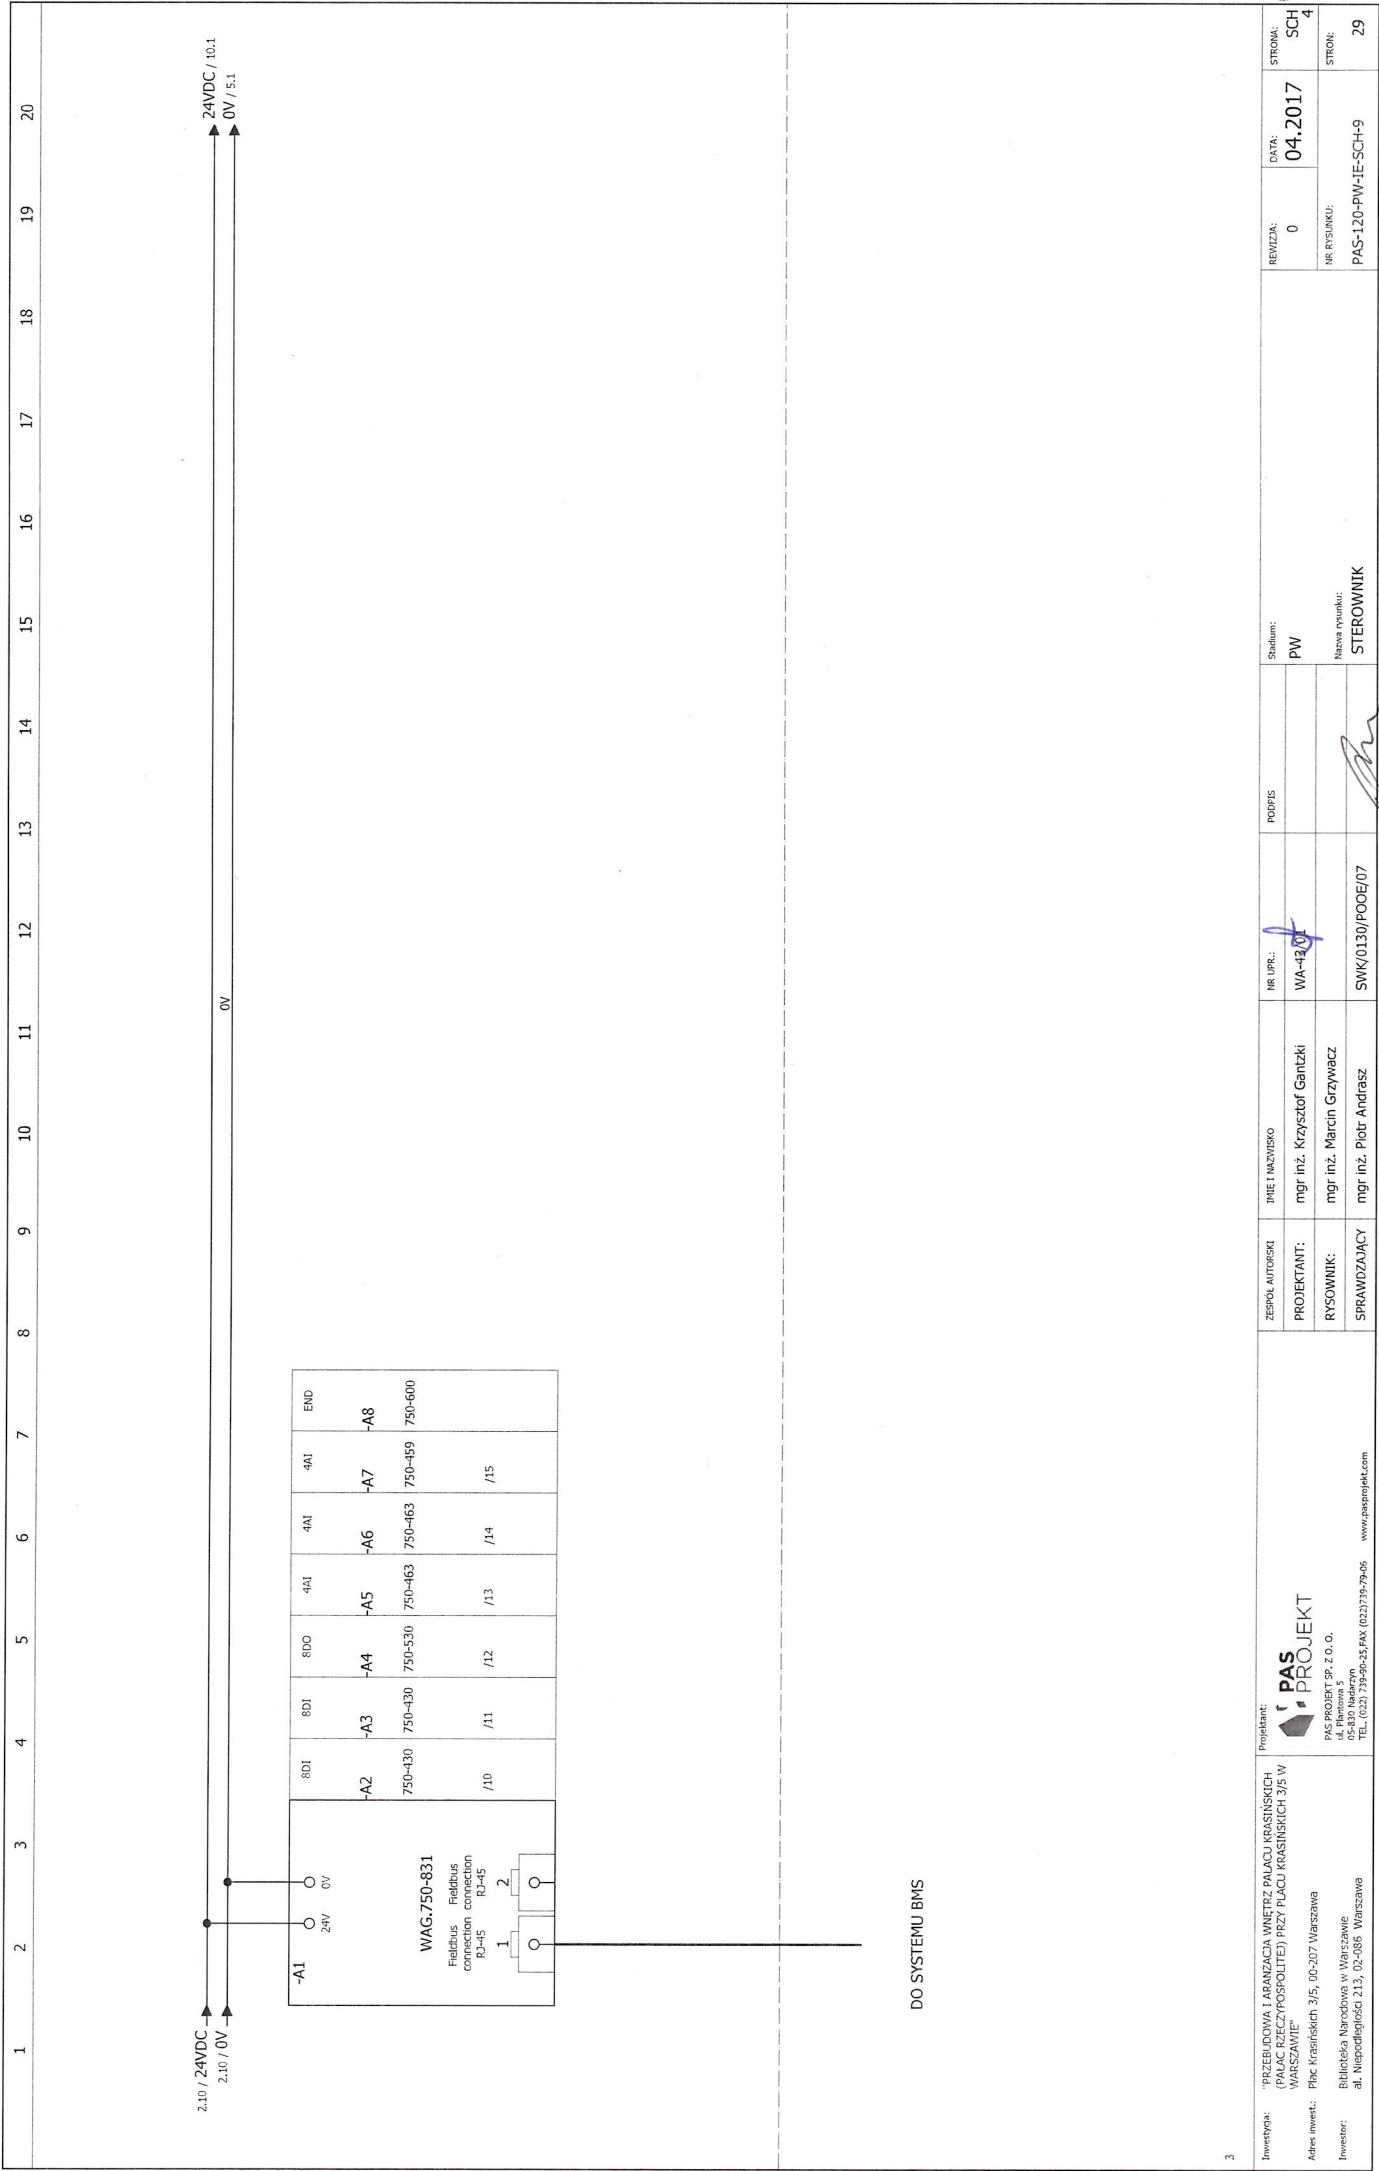 1 2 3 4 5 6 7 8 9 10 11 12 13 14 15 16 17 18 19 20
2.10 / 24VDC
24VDC / 10.1
2.10 / 0V
0V
0V / 5.1
-A1
24V
0V
WAG.750-831
Fieldbus connection RJ-45
Fieldbus connection RJ-45
1
2
8DI
-A2
750-430
/10
8DI
-A3
750-430
/11
8DO
-A4
750-530
/12
4AI
-A5
750-463
/13
4AI
-A6
750-463
/14
4AI
-A7
750-459
/15
END
-A8
750-600
DO SYSTEMU BMS
3
Inwestycja: "PRZEBUDOWA I ARANŻACJA WNĘTRZ PAŁACU KRASIŃSKICH
(PAŁAC RZECZYPOSPOLITEJ) PRZY PLACU KRASIŃSKICH 3/5 W
WARSZAWIE"
Adres inwest.: Plac Krasińskich 3/5, 00-207 Warszawa
Inwestor: Biblioteka Narodowa w Warszawie
al. Niepodległości 213, 02-086 Warszawa
Projektant:
PAS
PROJEKT
PAS PROJEKT SP. Z O. O.
ul. Plantowa 5
05-830 Nadarzyn
TEL. (022) 739-90-25,FAX (022)739-79-06 www.pasprojekt.com
ZESPÓŁ AUTORSKI IMIĘ I NAZWISKO NR UPR.: PODPIS
PROJEKTANT: mgr inż. Krzysztof Gantzki WA-43/01
RYSOWNIK: mgr inż. Marcin Grzywacz
SPRAWDZAJĄCY mgr inż. Piotr Andrasz SWK/0130/POOE/07
Stadium:
PW
Nazwa rysunku:
STEROWNIK
REWIZJA:
0
DATA:
04.2017
STRONA:
SCH
4
NR RYSUNKU:
PAS-120-PW-IE-SCH-9
STRON:
29